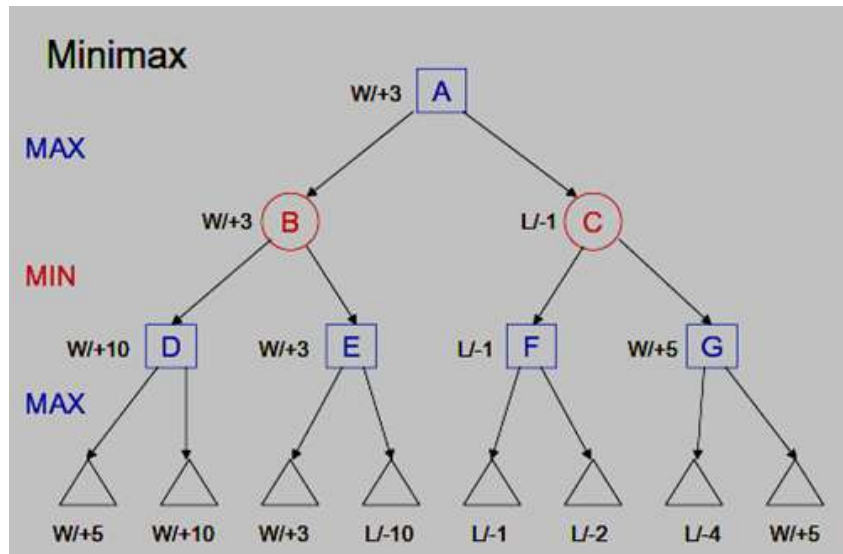 Minimax
W/+3 A
MAX
W/+3 B L/-1 C
MIN
W/+10 D W/+3 E L/-1 F W/+5 G
MAX
W/+5 W/+10 W/+3 L/-10 L/-1 L/-2 L/-4 W/+5